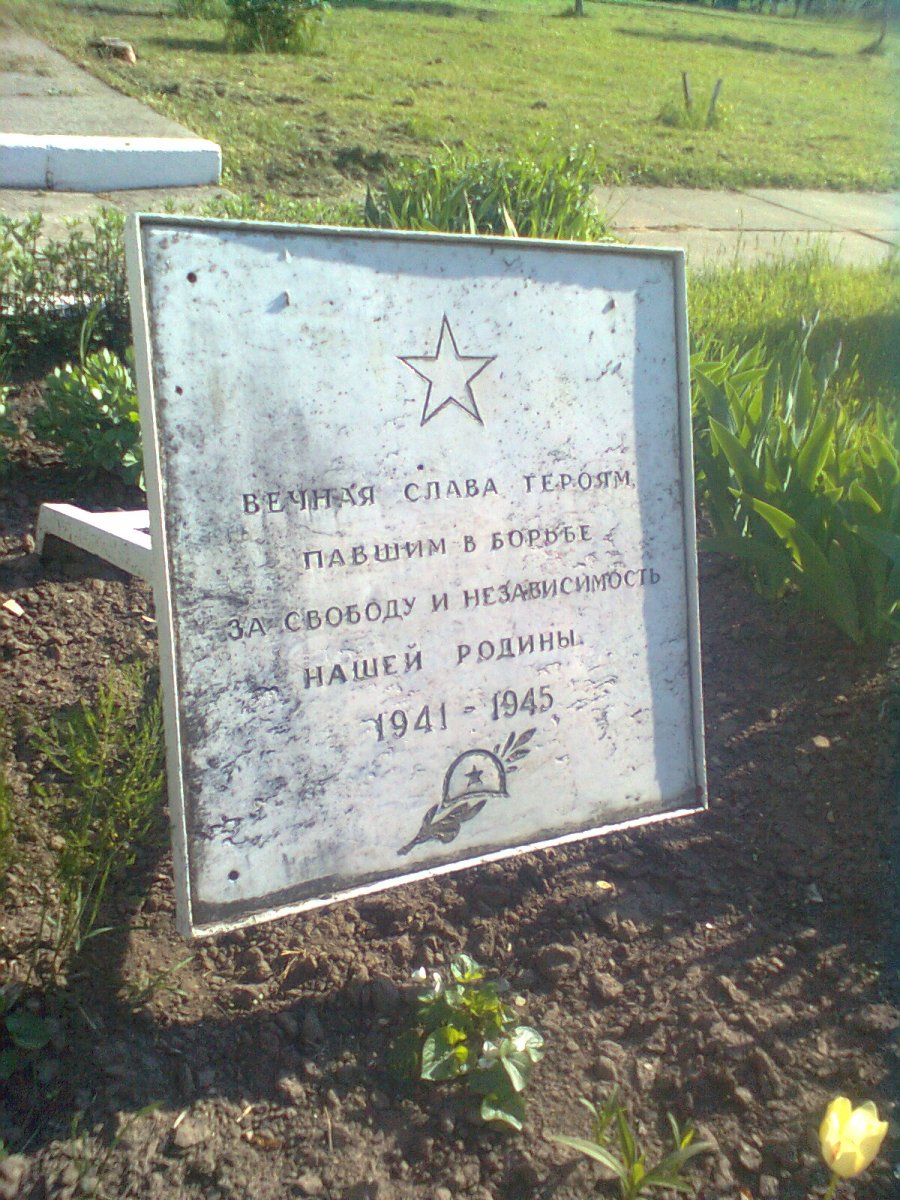 ВЕЧНАЯ СЛАВА ГЕРОЯМ,
ПАВШИМ В БОРЬБЕ
ЗА СВОБОДУ И НЕЗАВИСИМОСТЬ
НАШЕЙ РОДИНЫ.
1941 - 1945